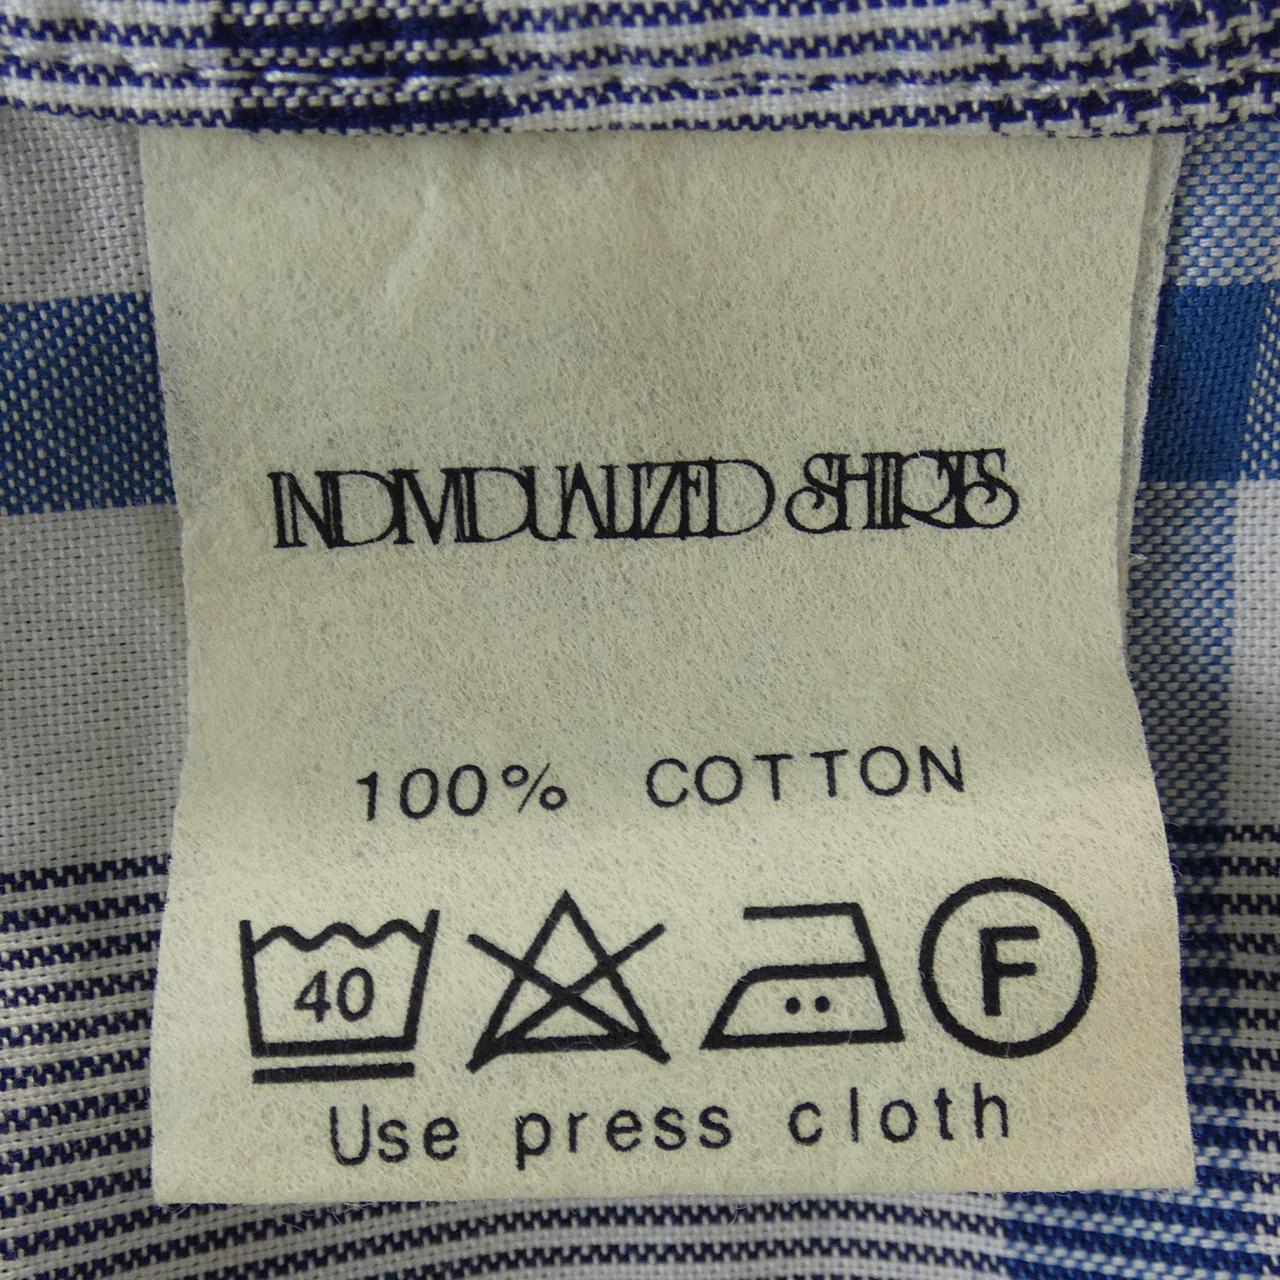 INDIVIDUALIZED SHIRTS
100% COTTON
40 F
Use press cloth